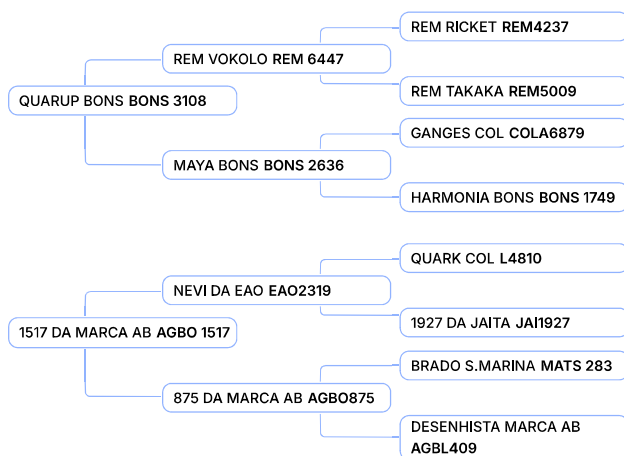 REM RICKET REM4237
REM VOKOLO REM 6447
REM TAKAKA REM5009
QUARUP BONS BONS 3108
GANGES COL COLA6879
MAYA BONS BONS 2636
HARMONIA BONS BONS 1749
QUARK COL L4810
NEVI DA EAO EAO2319
1927 DA JAITA JAI1927
1517 DA MARCA AB AGBO 1517
BRADO S.MARINA MATS 283
875 DA MARCA AB AGBO875
DESENHISTA MARCA AB
AGBL409